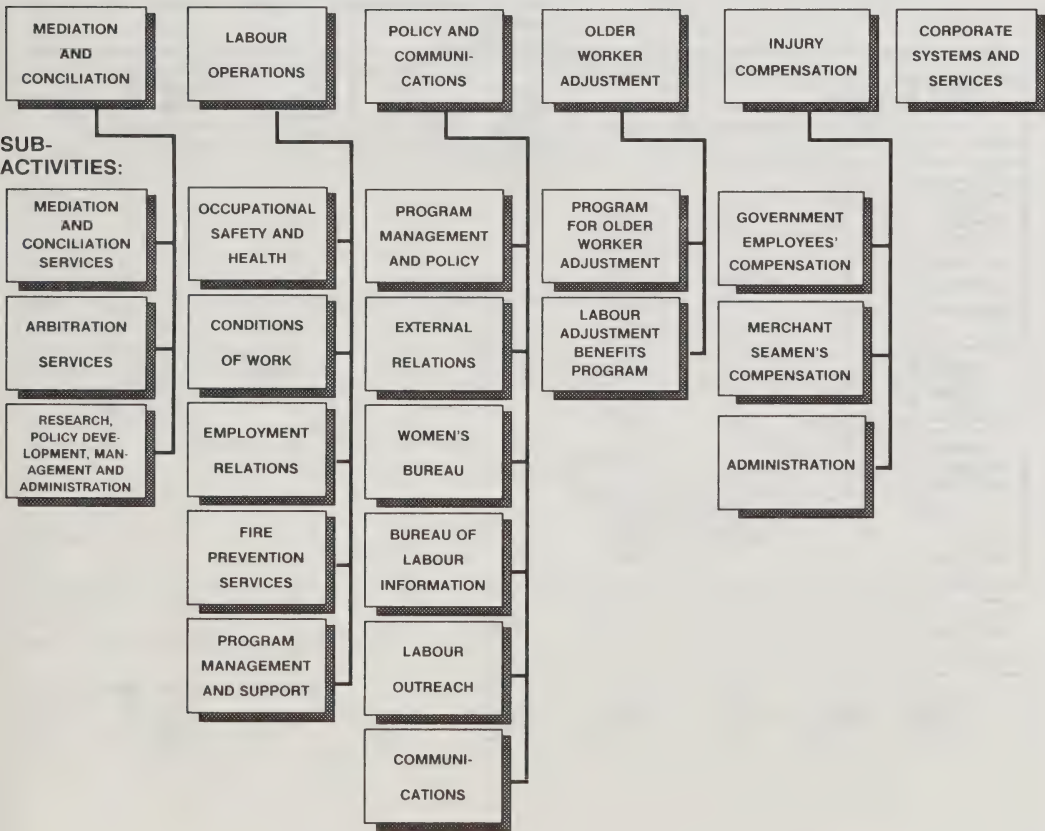 MEDIATION
AND
CONCILIATION
LABOUR
OPERATIONS
POLICY AND
COMMUNI-
CATIONS
OLDER
WORKER
ADJUSTMENT
INJURY
COMPENSATION
CORPORATE
SYSTEMS AND
SERVICES
SUB-
ACTIVITIES:
MEDIATION
AND
CONCILIATION
SERVICES
ARBITRATION
SERVICES
RESEARCH,
POLICY DEVE-
LOPMENT, MAN-
AGEMENT AND
ADMINISTRATION
OCCUPATIONAL
SAFETY AND
HEALTH
CONDITIONS
OF WORK
EMPLOYMENT
RELATIONS
FIRE
PREVENTION
SERVICES
PROGRAM
MANAGEMENT
AND SUPPORT
PROGRAM
MANAGEMENT
AND POLICY
EXTERNAL
RELATIONS
WOMEN'S
BUREAU
BUREAU OF
LABOUR
INFORMATION
LABOUR
OUTREACH
COMMUNI-
CATIONS
PROGRAM
FOR OLDER
WORKER
ADJUSTMENT
LABOUR
ADJUSTMENT
BENEFITS
PROGRAM
GOVERNMENT
EMPLOYEES'
COMPENSATION
MERCHANT
SEAMEN'S
COMPENSATION
ADMINISTRATION